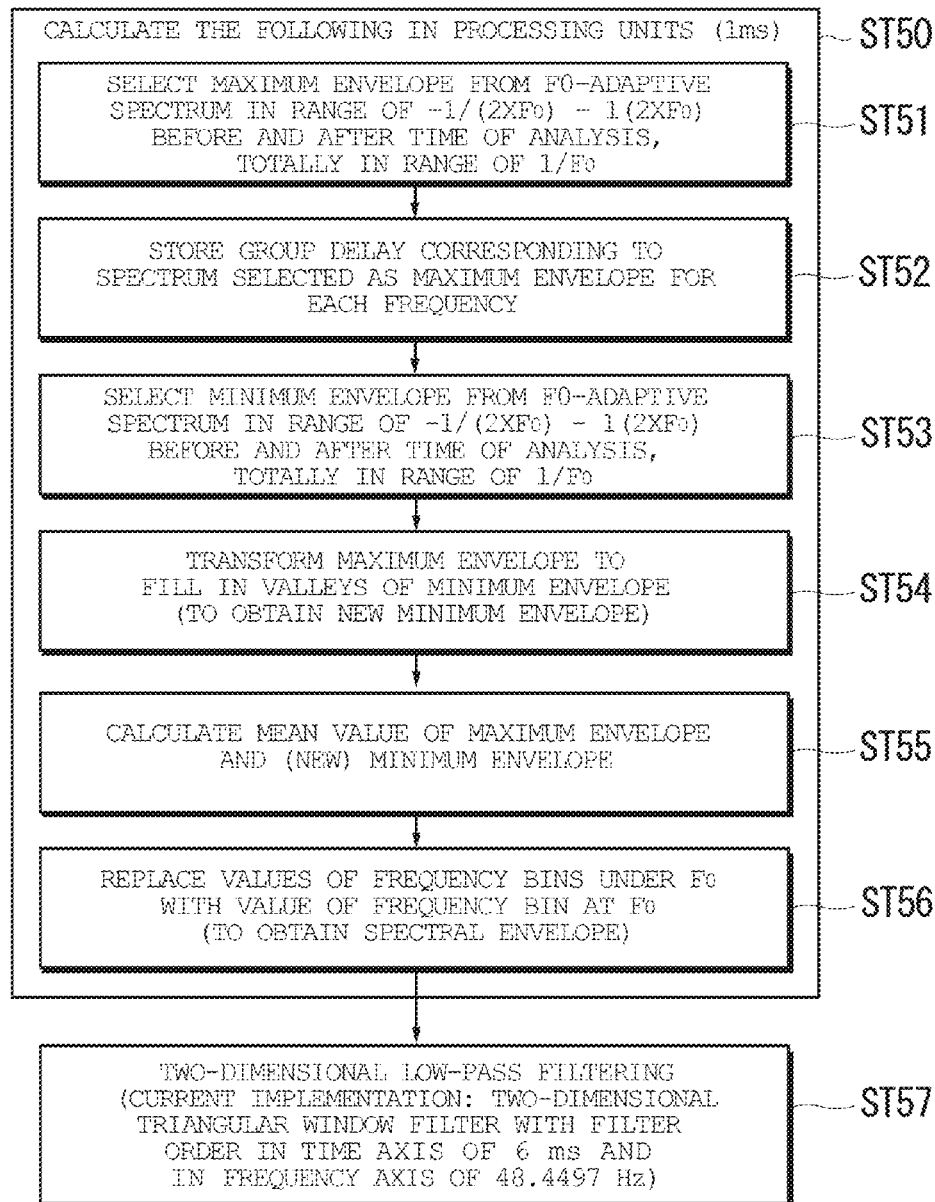 CALCULATE THE FOLLOWING IN PROCESSING UNITS (1ms)
ST50
SELECT MAXIMUM ENVELOPE FROM F0-ADAPTIVE
SPECTRUM IN RANGE OF -1/(2XF0) - 1(2XF0)
BEFORE AND AFTER TIME OF ANALYSIS,
TOTALLY IN RANGE OF 1/F0
ST51
STORE GROUP DELAY CORRESPONDING TO
SPECTRUM SELECTED AS MAXIMUM ENVELOPE FOR
EACH FREQUENCY
ST52
SELECT MINIMUM ENVELOPE FROM F0-ADAPTIVE
SPECTRUM IN RANGE OF -1/(2XF0) - 1(2XF0)
BEFORE AND AFTER TIME OF ANALYSIS,
TOTALLY IN RANGE OF 1/F0
ST53
TRANSFORM MAXIMUM ENVELOPE TO
FILL IN VALLEYS OF MINIMUM ENVELOPE
(TO OBTAIN NEW MINIMUM ENVELOPE)
ST54
CALCULATE MEAN VALUE OF MAXIMUM ENVELOPE
AND (NEW) MINIMUM ENVELOPE
ST55
REPLACE VALUES OF FREQUENCY BINS UNDER F0
WITH VALUE OF FREQUENCY BIN AT F0
(TO OBTAIN SPECTRAL ENVELOPE)
ST56
TWO-DIMENSIONAL LOW-PASS FILTERING
(CURRENT IMPLEMENTATION: TWO-DIMENSIONAL
TRIANGULAR WINDOW FILTER WITH FILTER
ORDER IN TIME AXIS OF 6 ms AND
IN FREQUENCY AXIS OF 48.4497 Hz)
ST57